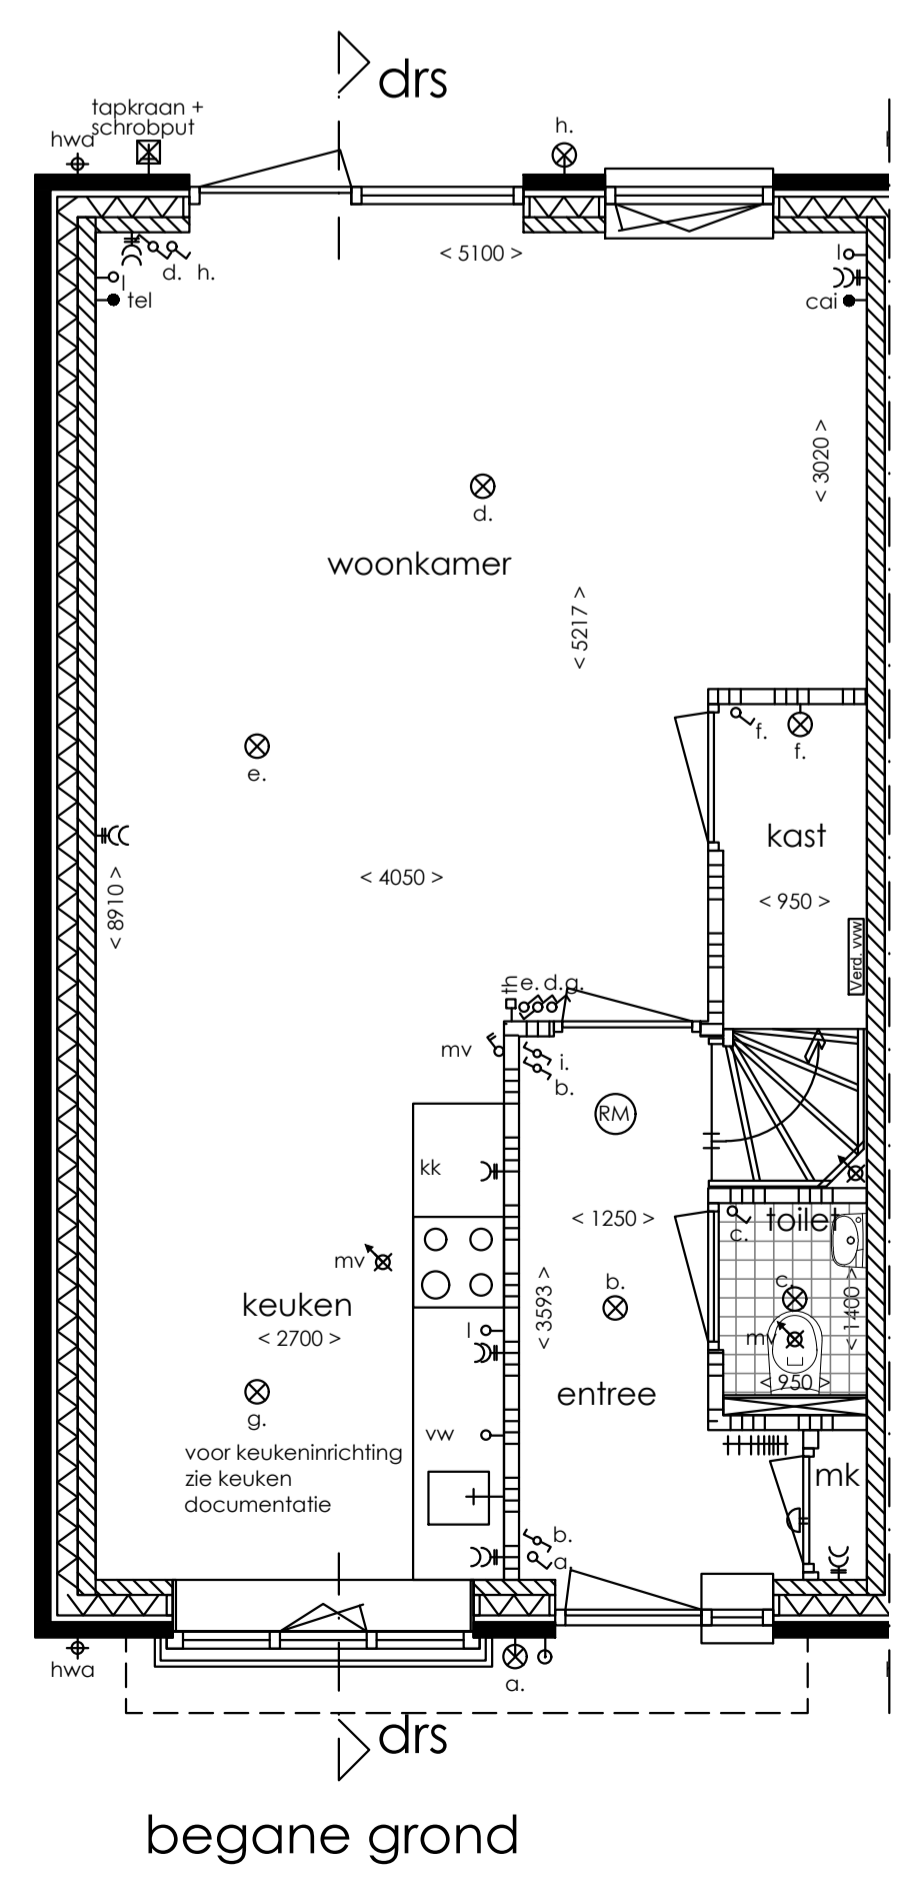 drs
tapkraan +
schrobput
hwa
h.
< 5100 >
d. h.
l
tel
l
cai
< 3020 >
d.
woonkamer
< 5217 >
f.
f.
e.
kast
< 8910 >
< 4050 >
< 950 >
Verd. vvw
th
e. d. g.
mv
i.
b.
RM
kk
< 1250 >
toilet
c.
mv
c.
keuken
< 2700 >
l
< 3593 >
b.
mv
< 1400 >
< 950 >
entree
g.
vw
voor keukeninrichting
zie keuken
documentatie
mk
b.
a.
hwa
a.
drs
begane grond